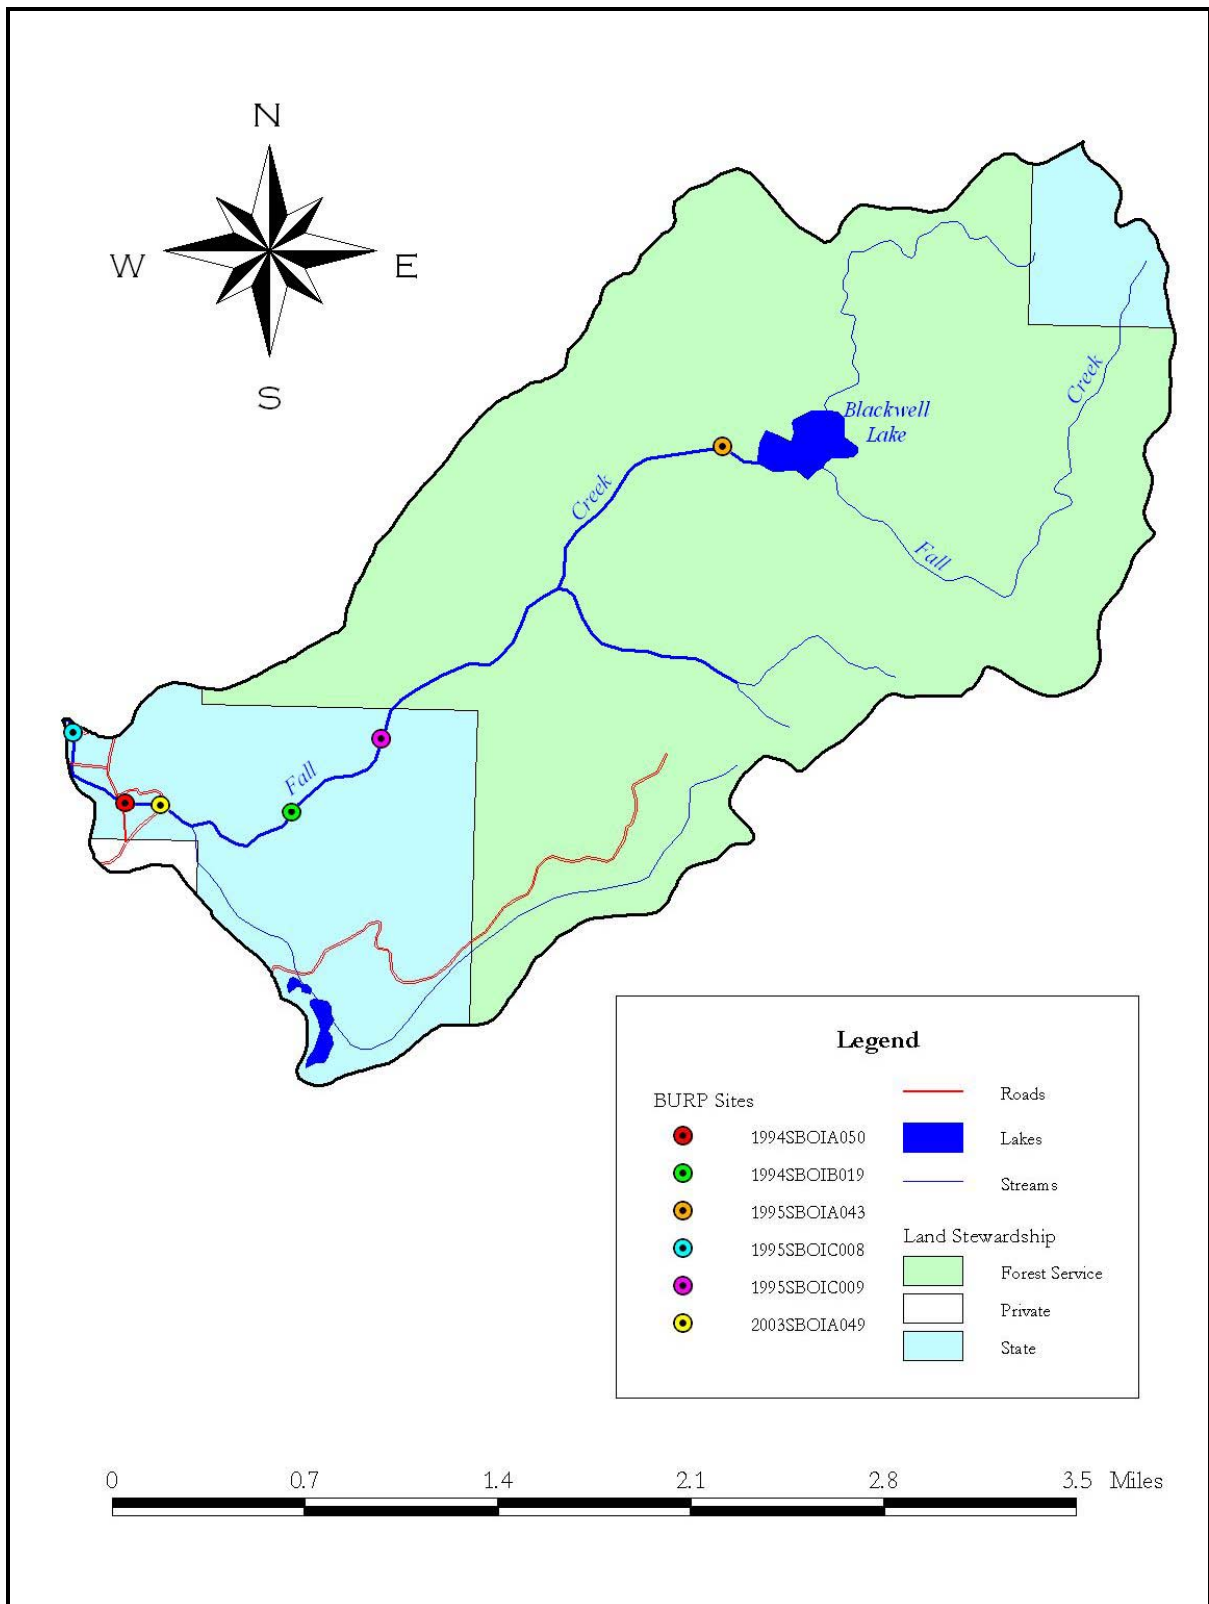 N
W E
S
Blackwell
Lake
Creek
Creek
Fall
Fall
Legend
BURP Sites
1994SBOIA050
1994SBOIB019
1995SBOIA043
1995SBOIC008
1995SBOIC009
2003SBOIA049
Roads
Lakes
Streams
Land Stewardship
Forest Service
Private
State
0 0.7 1.4 2.1 2.8 3.5 Miles